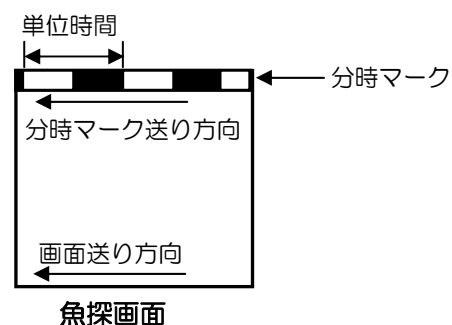 単位時間
分時マーク
分時マーク送り方向
画面送り方向
魚探画面